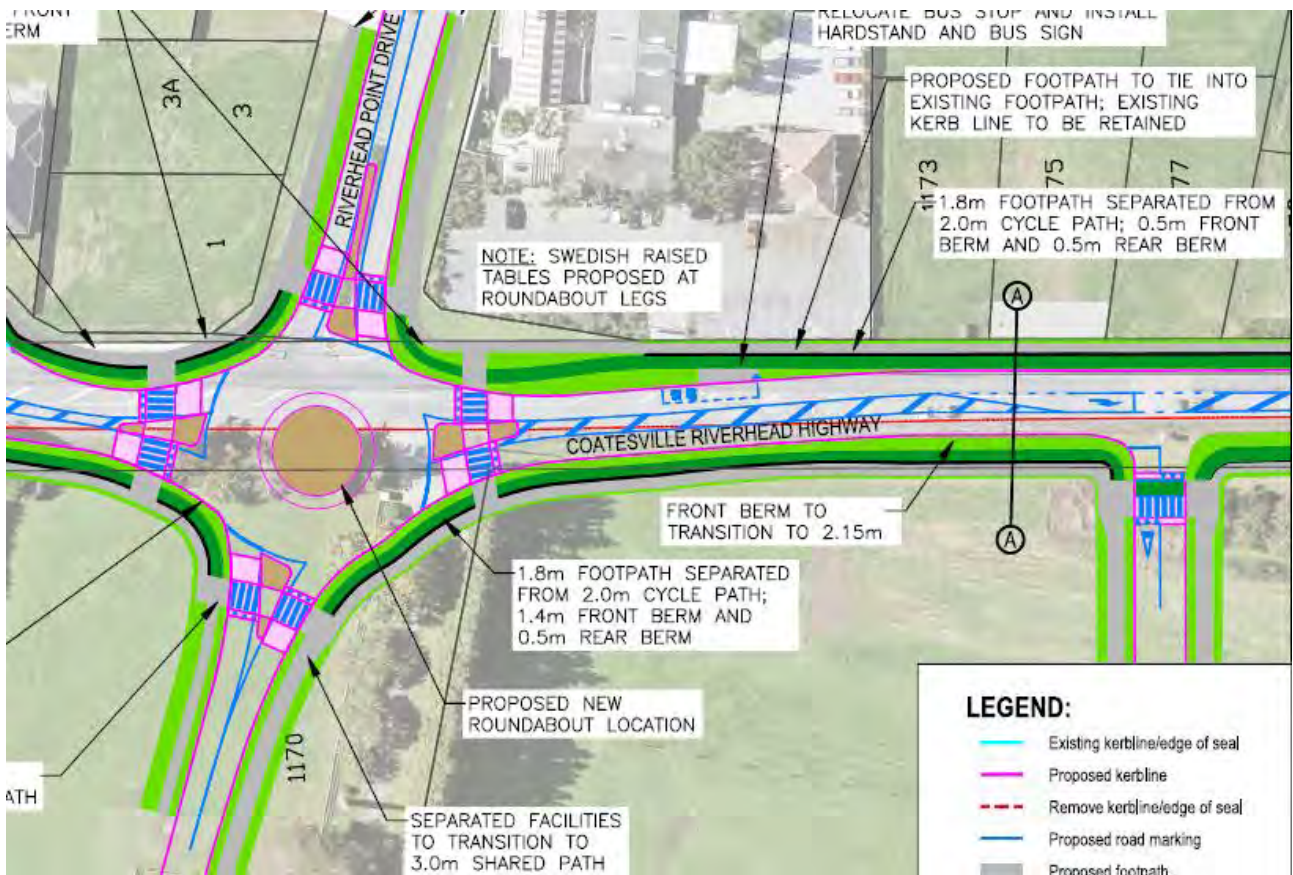 FRONT
ERM
3A
3
1
RIVERHEAD POINT DRIVE
RELOCATE BUS STOP AND INSTALL
HARDSTAND AND BUS SIGN
PROPOSED FOOTPATH TO TIE INTO
EXISTING FOOTPATH; EXISTING
KERB LINE TO BE RETAINED
1173
75
77
1.8m FOOTPATH SEPARATED FROM
2.0m CYCLE PATH; 0.5m FRONT
BERM AND 0.5m REAR BERM
NOTE: SWEDISH RAISED
TABLES PROPOSED AT
ROUNDABOUT LEGS
A
COATESVILLE RIVERHEAD HIGHWAY
FRONT BERM TO
TRANSITION TO 2.15m
A
1.8m FOOTPATH SEPARATED
FROM 2.0m CYCLE PATH;
1.4m FRONT BERM AND
0.5m REAR BERM
PROPOSED NEW
ROUNDABOUT LOCATION
1170
ATH
SEPARATED FACILITIES
TO TRANSITION TO
3.0m SHARED PATH
LEGEND:
Existing kerbline/edge of seal
Proposed kerbline
Remove kerbline/edge of seal
Proposed road marking
Proposed footpath